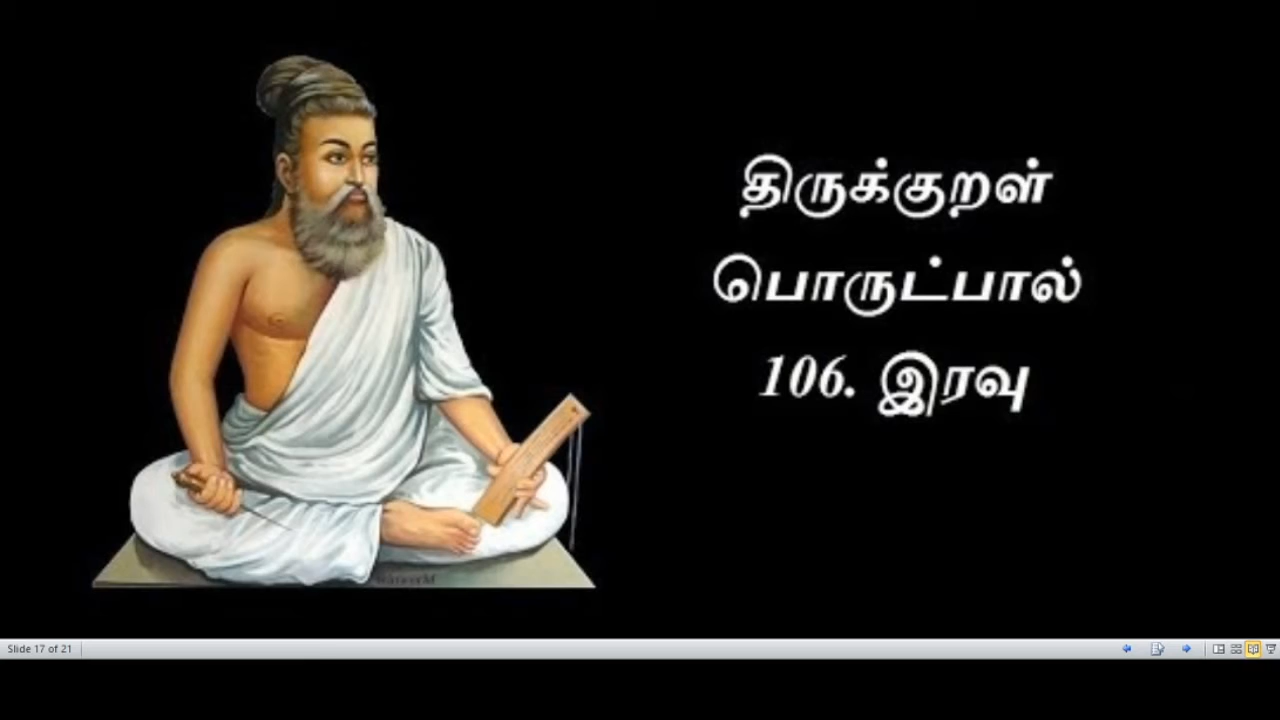 திருக்குறள்
பொருட்பால்
106. இரவு
Slide 17 of 21